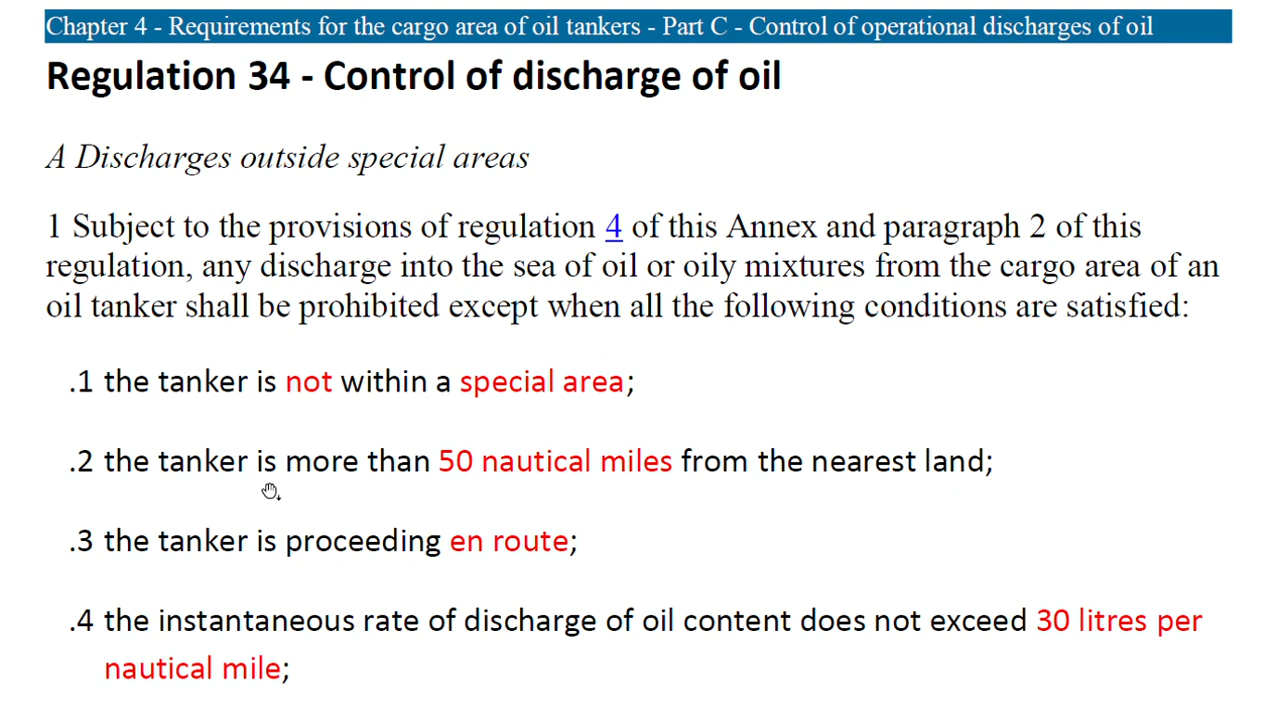 Chapter 4 - Requirements for the cargo area of oil tankers - Part C - Control of operational discharges of oil
Regulation 34 - Control of discharge of oil
A Discharges outside special areas
1 Subject to the provisions of regulation 4 of this Annex and paragraph 2 of this
regulation, any discharge into the sea of oil or oily mixtures from the cargo area of an
oil tanker shall be prohibited except when all the following conditions are satisfied:
.1 the tanker is not within a special area;
.2 the tanker is more than 50 nautical miles from the nearest land;
.3 the tanker is proceeding en route;
.4 the instantaneous rate of discharge of oil content does not exceed 30 litres per
nautical mile;